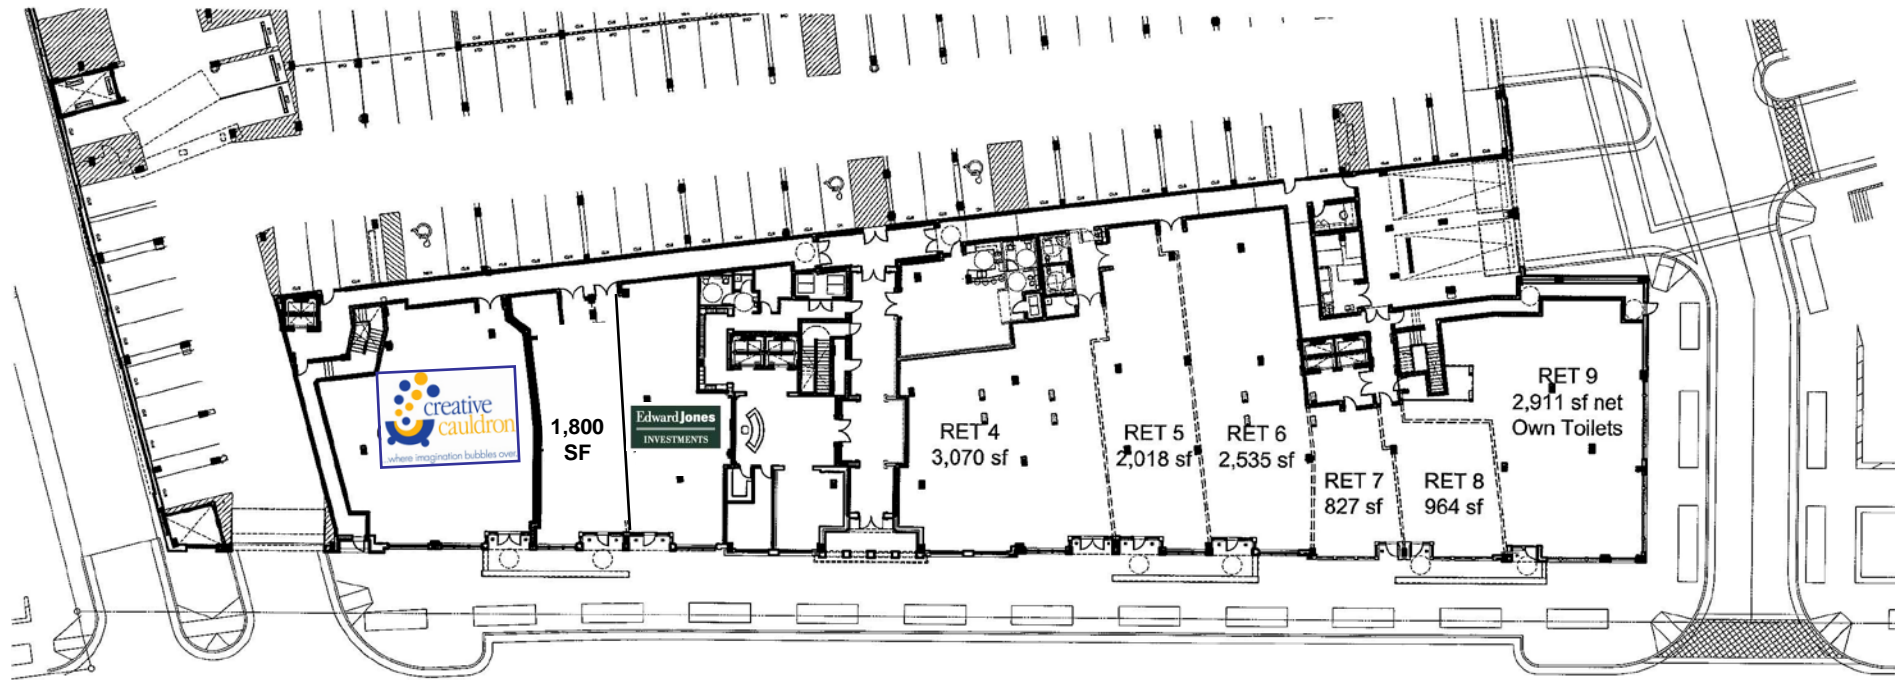 creative
cauldron
...where imagination bubbles over.
1,800
SF
Edward Jones
INVESTMENTS
RET 4
3,070 sf
RET 5
2,018 sf
RET 6
2,535 sf
RET 7
827 sf
RET 8
964 sf
RET 9
2,911 sf net
Own Toilets